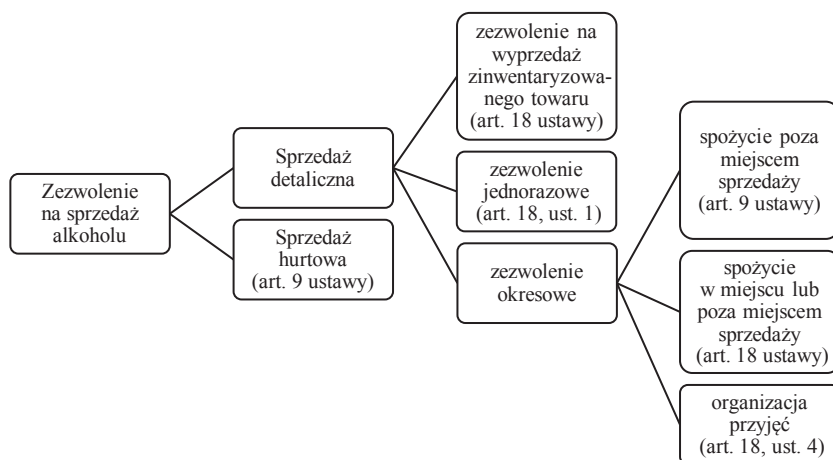 Zezwolenie
na sprzedaż
alkoholu
Sprzedaż
detaliczna
Sprzedaż
hurtowa
(art. 9 ustawy)
zezwolenie na
wyprzedaż
zinwentaryzowa-
nego towaru
(art. 18 ustawy)
zezwolenie
jednorazowe
(art. 18, ust. 1)
zezwolenie
okresowe
spożycie poza
miejscem
sprzedaży
(art. 9 ustawy)
spożycie
w miejscu lub
poza miejscem
sprzedaży
(art. 18 ustawy)
organizacja
przyjęć
(art. 18, ust. 4)